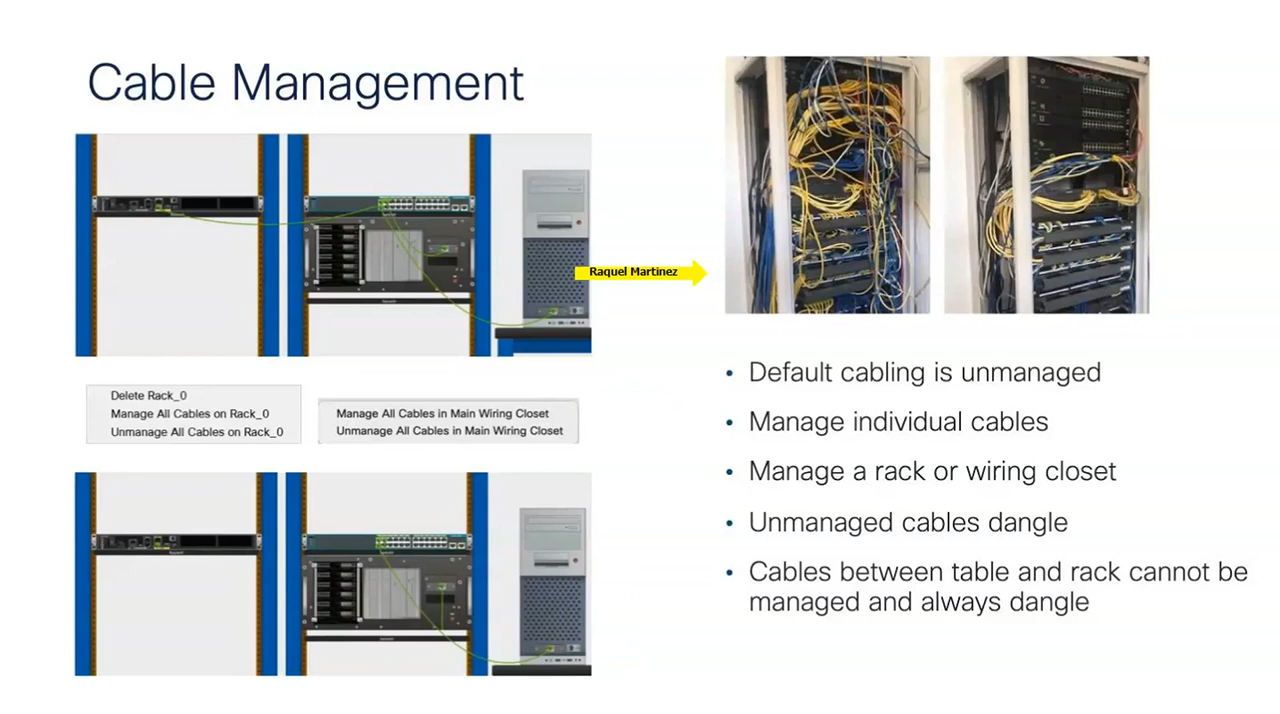 Cable Management
Raquel Martinez
Delete Rack_0
Manage All Cables on Rack_0
Unmanage All Cables on Rack_0
Manage All Cables in Main Wiring Closet
Unmanage All Cables in Main Wiring Closet
• Default cabling is unmanaged
• Manage individual cables
• Manage a rack or wiring closet
• Unmanaged cables dangle
• Cables between table and rack cannot be
managed and always dangle